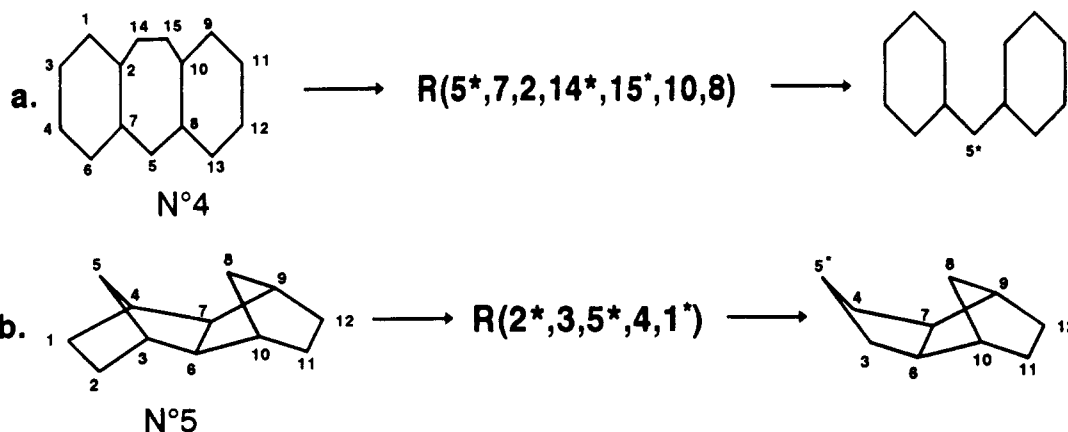 1 14 15 9
3 2 10 11
a. R(5*,7,2,14*,15*,10,8)
4 7 8 12
6 5 13 5*
N°4
5 8 5* 8
4 9 4 9
7 7
b. 1 12 R(2*,3,5*,4,1*) 12
3 10 3 10
2 6 11 6 11
N°5